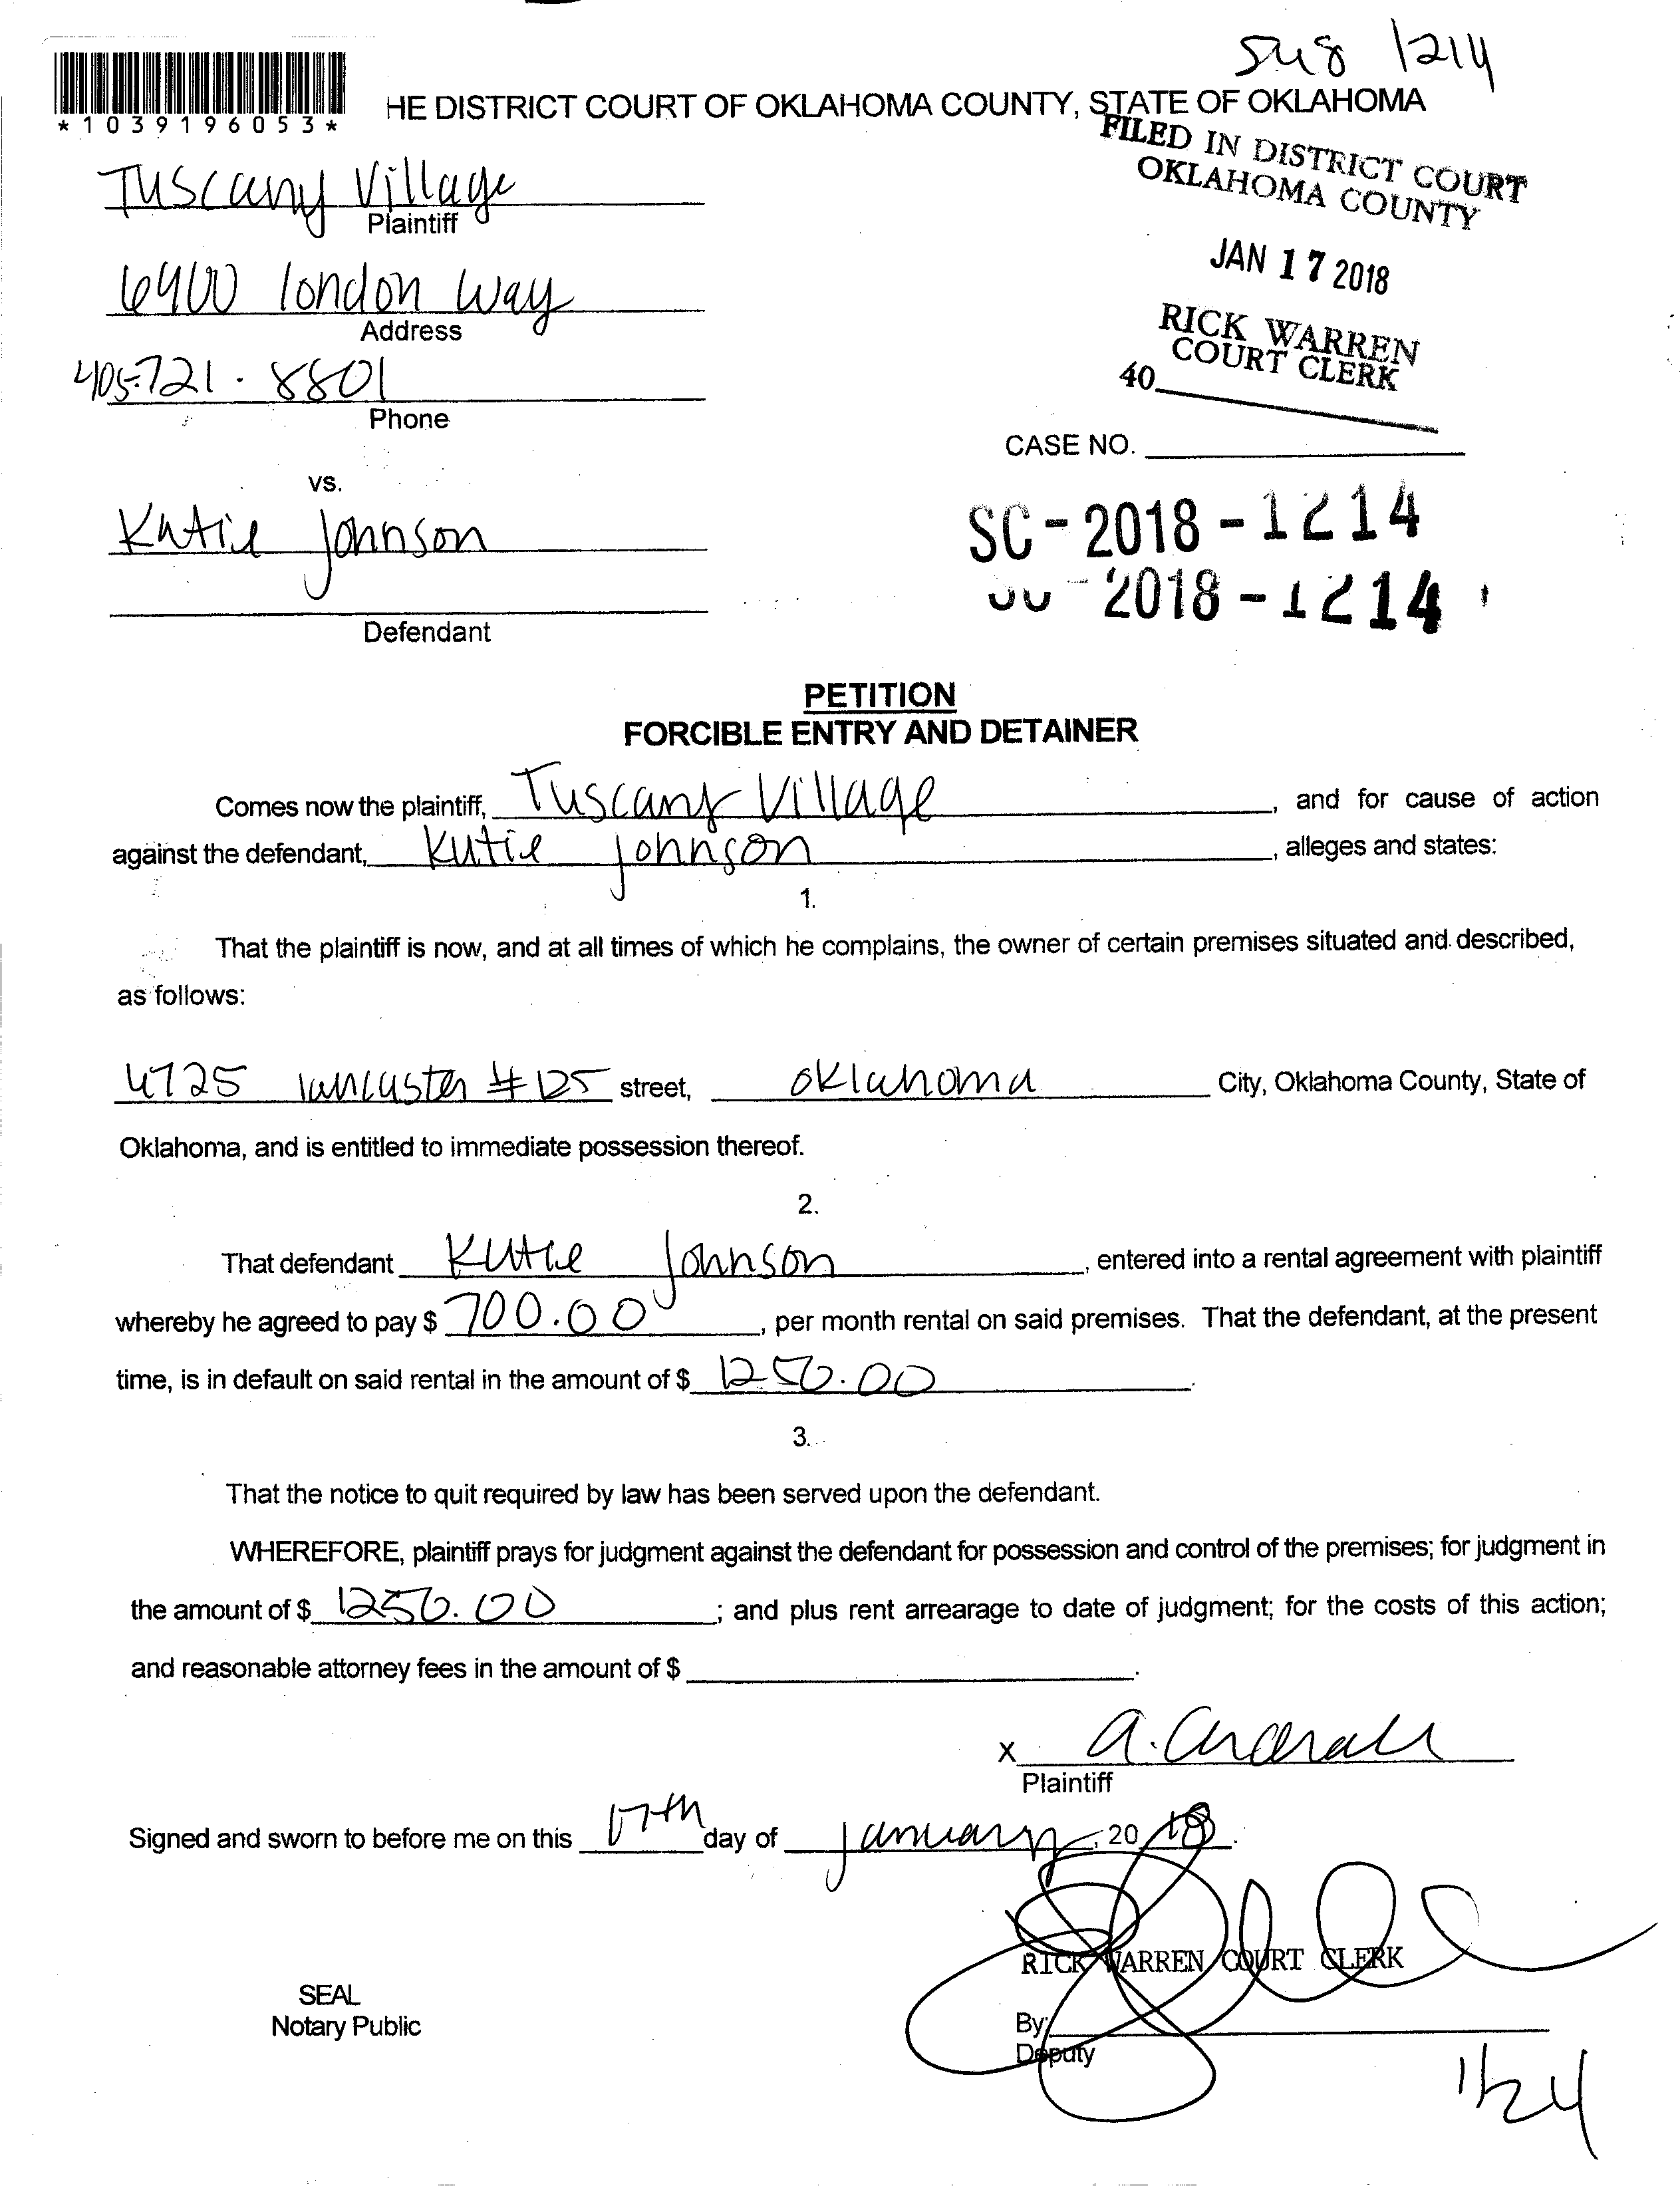 SM8 1214
*1039196053*
HE DISTRICT COURT OF OKLAHOMA COUNTY, STATE OF OKLAHOMA
FILED IN DISTRICT COURT
OKLAHOMA COUNTY
JAN 17 2018
RICK WARREN
COURT CLERK
40
Tuscany Village
Plaintiff
6400 london way
Address
405-721-8801
Phone
CASE NO.
vs.
SC-2018-1214
2018-1214
Katie Johnson
Defendant
PETITION
FORCIBLE ENTRY AND DETAINER
Comes now the plaintiff, Tuscany Village, and for cause of action
against the defendant, Katie Johnson, alleges and states:
1.
That the plaintiff is now, and at all times of which he complains, the owner of certain premises situated and described,
as follows:
4725 lancaster #125 street, oklahoma City, Oklahoma County, State of
Oklahoma, and is entitled to immediate possession thereof.
2.
That defendant Katie Johnson, entered into a rental agreement with plaintiff
whereby he agreed to pay $ 700.00, per month rental on said premises. That the defendant, at the present
time, is in default on said rental in the amount of $ 1250.00.
3.
That the notice to quit required by law has been served upon the defendant.
WHEREFORE, plaintiff prays for judgment against the defendant for possession and control of the premises; for judgment in
the amount of $ 1250.00; and plus rent arrearage to date of judgment; for the costs of this action;
and reasonable attorney fees in the amount of $ .
X A.
Plaintiff
Signed and sworn to before me on this 17th day of January, 20 18.
RICK WARREN COURT CLERK
SEAL
Notary Public
By:
Deputy
1/24